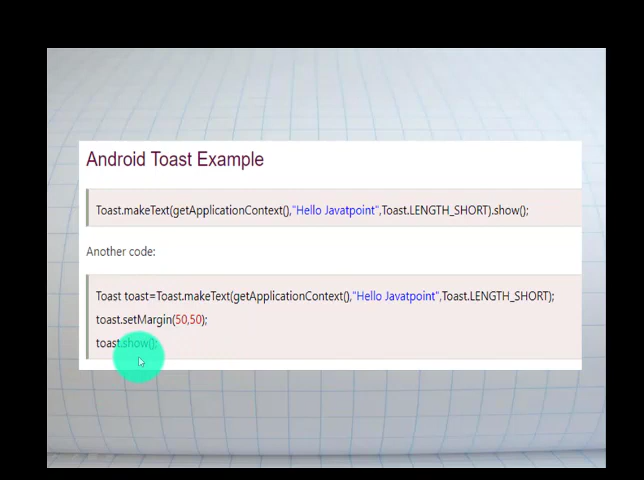 Android Toast Example
Toast.makeText(getApplicationContext(),"Hello Javatpoint",Toast.LENGTH_SHORT).show();
Another code:
Toast toast=Toast.makeText(getApplicationContext(),"Hello Javatpoint",Toast.LENGTH_SHORT);
toast.setMargin(50,50);
toast.show();